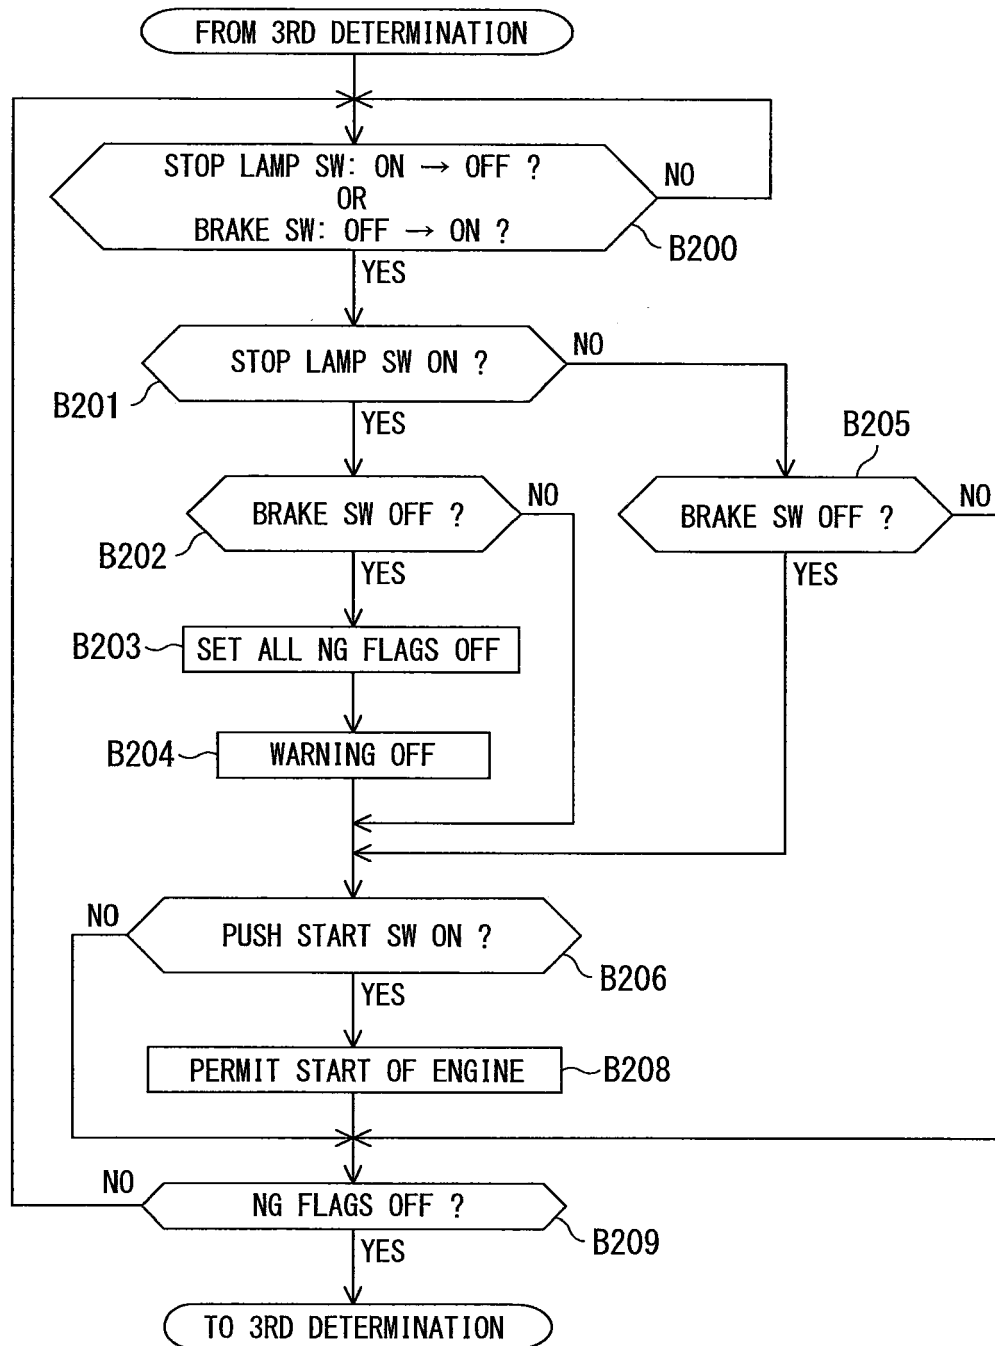 FROM 3RD DETERMINATION
STOP LAMP SW: ON → OFF ?
OR
BRAKE SW: OFF → ON ?
NO
B200
YES
STOP LAMP SW ON ?
NO
B201
YES
B205
BRAKE SW OFF ?
NO
BRAKE SW OFF ?
NO
B202
YES
YES
B203
SET ALL NG FLAGS OFF
B204
WARNING OFF
NO
PUSH START SW ON ?
B206
YES
PERMIT START OF ENGINE
B208
NO
NG FLAGS OFF ?
B209
YES
TO 3RD DETERMINATION